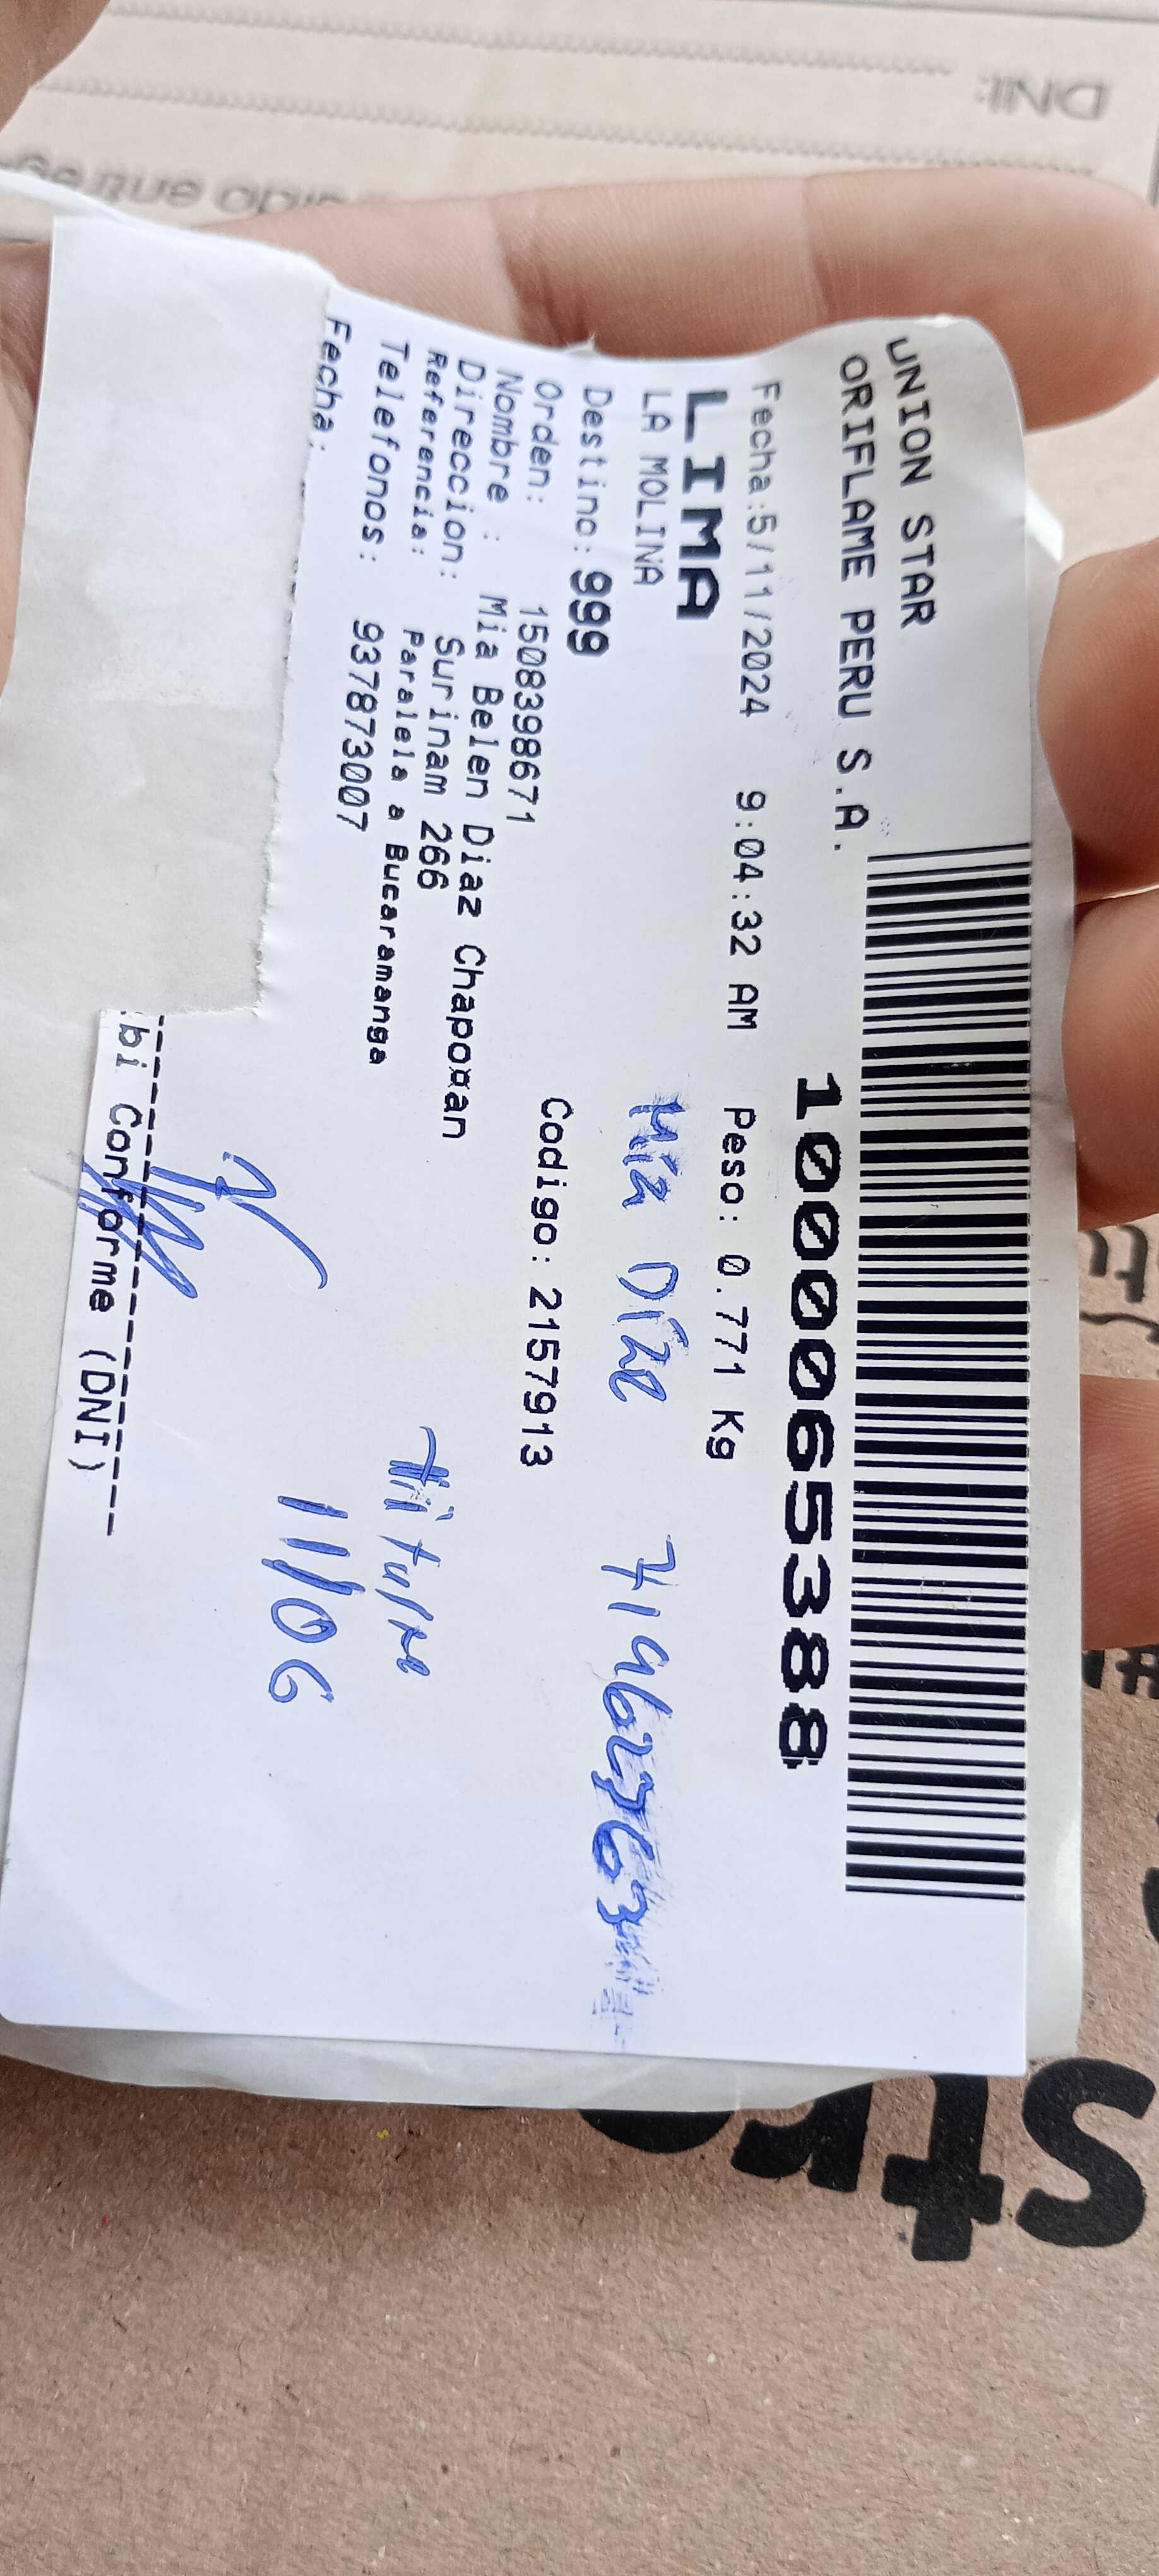 UNION STAR
ORIFLAME PERU S.A.
1000065388
Fecha:5/11/2024 9:04:32 AM Peso: 0.771 Kg
LIMA
LA MOLINA
Mia Díaz
Destino: 999
Orden: 1508398671 Codigo: 2157913
Nombre : Mia Belen Diaz Chapoñan
Direccion: Surinam 266
Referencia: Paralela a Bucaramanga
Telefonos: 937873007
Titular
Fecha:
11/06
bi Conforme (DNI)
DNI: